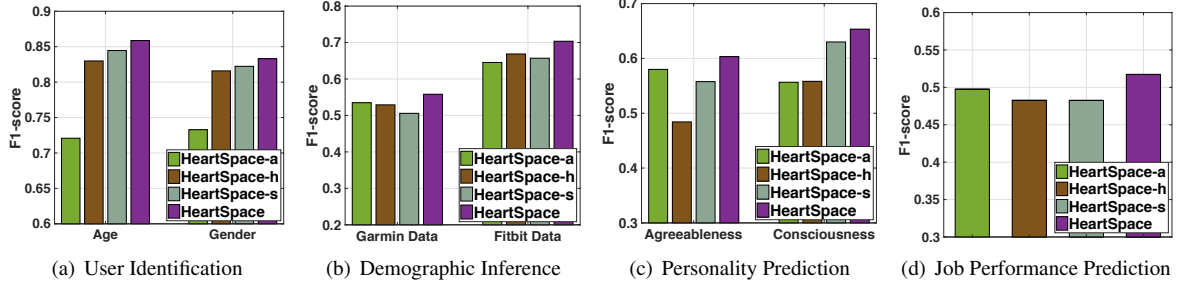 F1-score
0.9
0.85
0.8
0.75
0.7
0.65
0.6
HeartSpace-a
HeartSpace-h
HeartSpace-s
HeartSpace
Age Gender
(a) User Identification
F1-score
0.8
0.7
0.6
0.5
0.4
0.3
0.2
HeartSpace-a
HeartSpace-h
HeartSpace-s
HeartSpace
Garmin Data Fitbit Data
(b) Demographic Inference
F1-score
0.7
0.6
0.5
0.4
0.3
HeartSpace-a
HeartSpace-h
HeartSpace-s
HeartSpace
Agreeableness Consciousness
(c) Personality Prediction
F1-score
0.6
0.55
0.5
0.45
0.4
0.35
0.3
HeartSpace-a
HeartSpace-h
HeartSpace-s
HeartSpace
(d) Job Performance Prediction